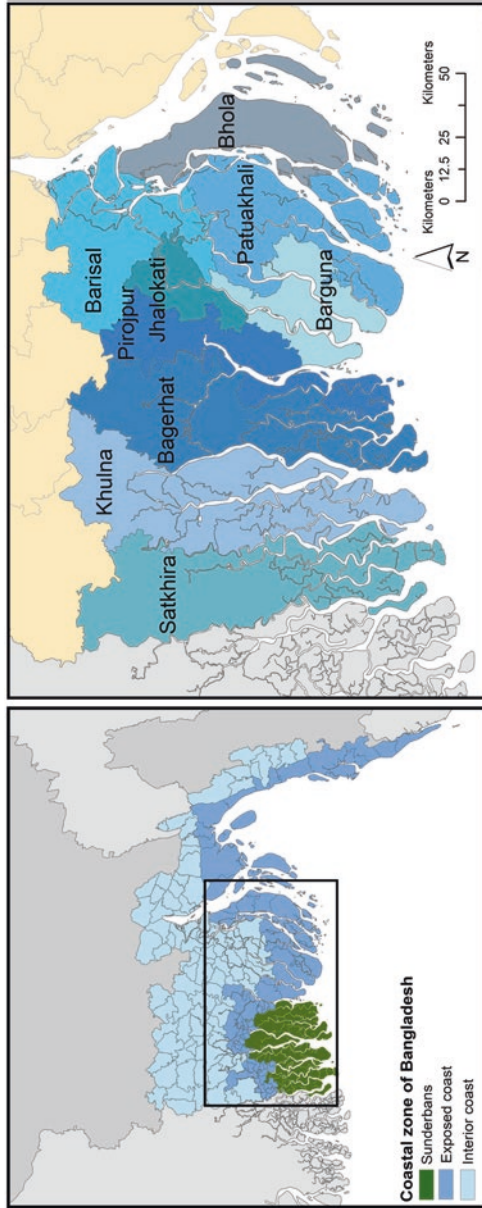 Coastal zone of Bangladesh
Sunderbans
Exposed coast
Interior coast
Satkhira
Khulna
Bagerhat
Pirojpur
Jhalokati
Barisal
Barguna
Patuakhali
Bhola
N
Kilometers Kilometers
0 12.5 25 50